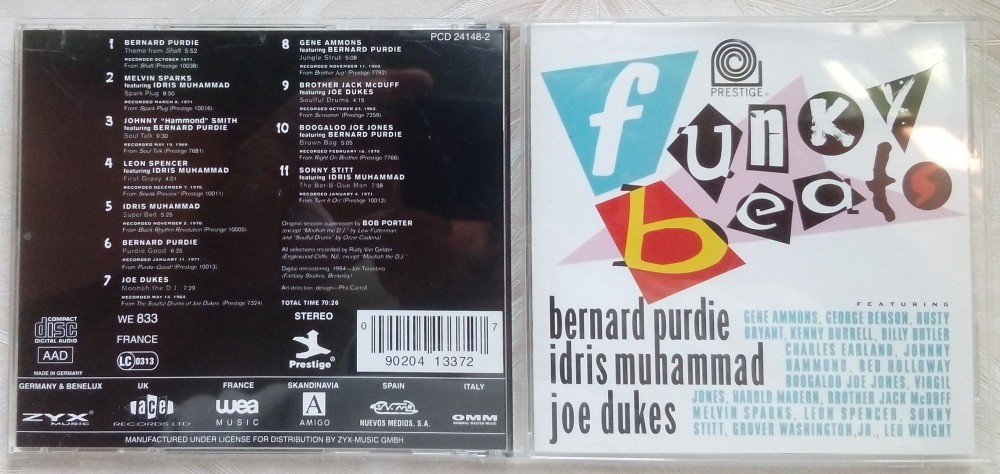 PCD 24148-2
1 BERNARD PURDIE
Theme from Shaft 5:52
RECORDED OCTOBER 1971.
From Shaft (Prestige 10038)
2 MELVIN SPARKS
featuring IDRIS MUHAMMAD
Spark Plug 8:50
RECORDED MARCH 8, 1971.
From Spark Plug (Prestige 10016)
3 JOHNNY "Hammond" SMITH
featuring BERNARD PURDIE
Soul Talk 9:30
RECORDED MAY 19, 1969.
From Soul Talk (Prestige 7681)
4 LEON SPENCER
featuring IDRIS MUHAMMAD
First Gravy 4:01
RECORDED DECEMBER 7, 1970.
From Sneak Preview! (Prestige 10011)
5 IDRIS MUHAMMAD
Super Bad 5:25
RECORDED NOVEMBER 2, 1970.
From Black Rhythm Revolution (Prestige 10005)
6 BERNARD PURDIE
Purdie Good 6:25
RECORDED JANUARY 11, 1971.
From Purdie Good! (Prestige 10013)
7 JOE DUKES
Moohah the D.J. 7:29
RECORDED MAY 14, 1964.
From The Soulful Drums of Joe Dukes (Prestige 7324)
8 GENE AMMONS
featuring BERNARD PURDIE
Jungle Strut 5:08
RECORDED NOVEMBER 11, 1969.
From Brother Jug! (Prestige 7792)
9 BROTHER JACK McDUFF
featuring JOE DUKES
Soulful Drums 4:15
RECORDED OCTOBER 23, 1962.
From Screamin' (Prestige 7259)
10 BOOGALOO JOE JONES
featuring BERNARD PURDIE
Brown Bag 5:05
RECORDED FEBRUARY 16, 1970.
From Right On Brother (Prestige 7766)
11 SONNY STITT
featuring IDRIS MUHAMMAD
The Bar-B-Que Man 7:58
RECORDED JANUARY 4, 1971.
From Turn It On! (Prestige 10012)
Original session supervision by BOB PORTER
(except "Moohah the D.J." by Lew Futterman,
and "Soulful Drums" by Ozzie Cadena)
All selections recorded by Rudy Van Gelder
(Englewood Cliffs, NJ), except "Moohah the D.J."
Digital remastering, 1994—Joe Tarantino
(Fantasy Studios, Berkeley)
Art direction, design—Phil Carroll
TOTAL TIME 70:26
COMPACT
disc
DIGITAL AUDIO
AAD
MADE IN GERMANY
WE 833
FRANCE
LC 0313
STEREO
Prestige
0 90204 13372 7
GERMANY & BENELUX
ZYX
MUSIC
UK
ace
RECORDS LTD
FRANCE
wea
MUSIC
SKANDINAVIA
A
AMIGO
SPAIN
NUEVOS MEDIOS, S.A.
ITALY
OMM
MANUFACTURED UNDER LICENSE FOR DISTRIBUTION BY ZYX-MUSIC GMBH
PRESTIGE
funky
beats
FEATURING
bernard purdie
idris muhammad
joe dukes
GENE AMMONS, GEORGE BENSON, RUSTY
BRYANT, KENNY BURRELL, BILLY BUTLER
CHARLES EARLAND, JOHNNY
HAMMOND, RED HOLLOWAY
BOOGALOO JOE JONES, VIRGIL
JONES, HAROLD MABERN, BROTHER JACK McDUFF
MELVIN SPARKS, LEON SPENCER, SONNY
STITT, GROVER WASHINGTON, JR., LEO WRIGHT